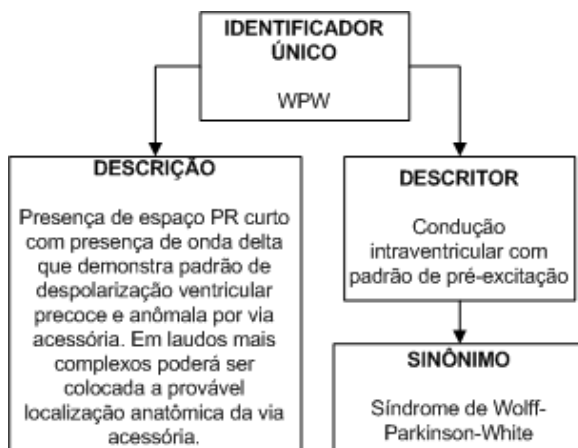 IDENTIFICADOR
ÚNICO
WPW
DESCRIÇÃO
Presença de espaço PR curto
com presença de onda delta
que demonstra padrão de
despolarização ventricular
precoce e anômala por via
acessória. Em laudos mais
complexos poderá ser
colocada a provável
localização anatômica da via
acessória.
DESCRITOR
Condução
intraventricular com
padrão de pré-excitação
SINÔNIMO
Síndrome de Wolff-
Parkinson-White